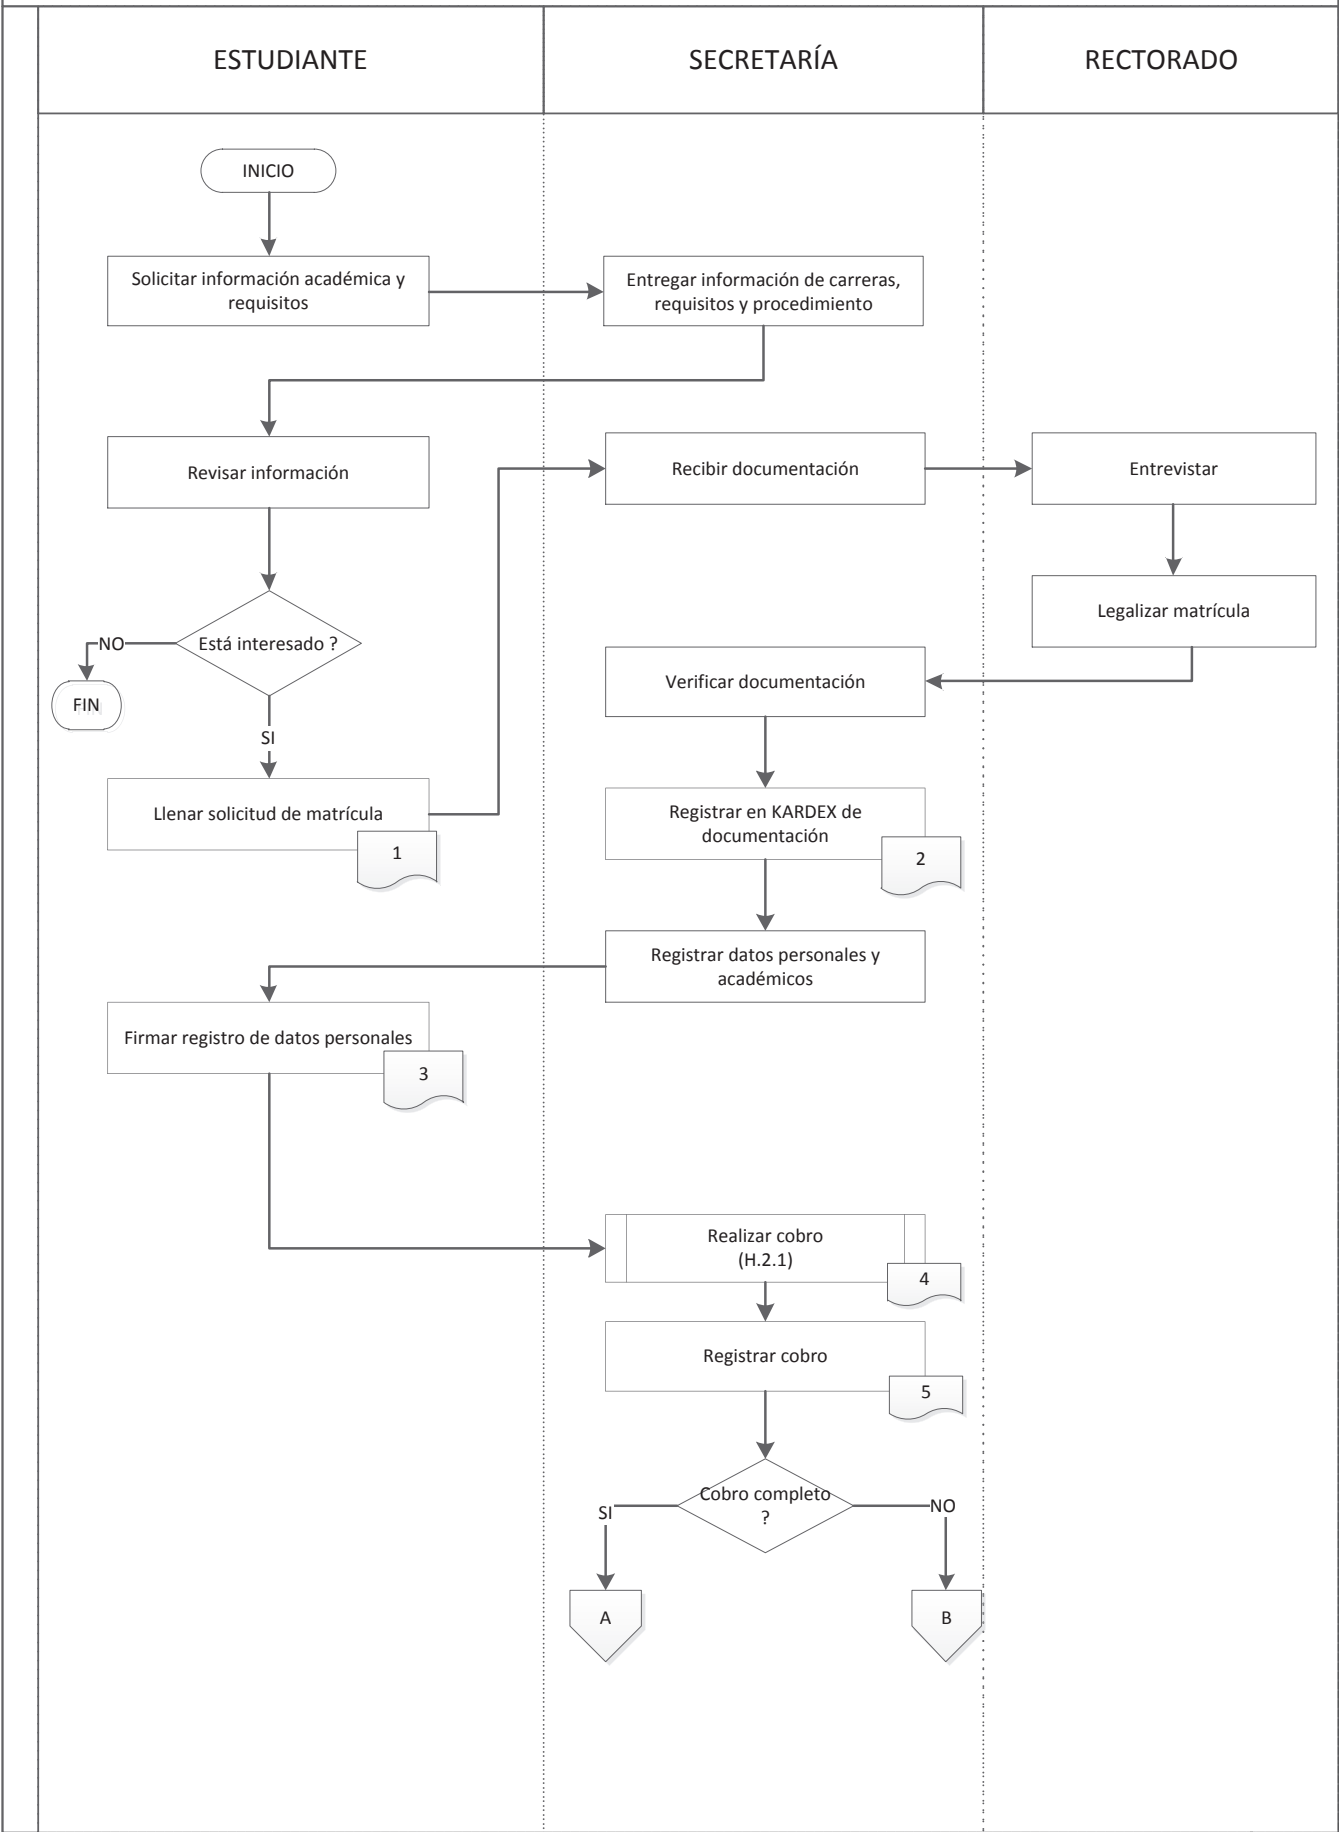 ESTUDIANTE
SECRETARÍA
RECTORADO
INICIO
Solicitar información académica y
requisitos
Entregar información de carreras,
requisitos y procedimiento
Revisar información
Recibir documentación
Entrevistar
Legalizar matrícula
Está interesado ?
NO
FIN
SI
Verificar documentación
Llenar solicitud de matrícula
1
Registrar en KARDEX de
documentación
2
Registrar datos personales y
académicos
Firmar registro de datos personales
3
Realizar cobro
(H.2.1)
4
Registrar cobro
5
Cobro completo
?
SI
NO
A
B